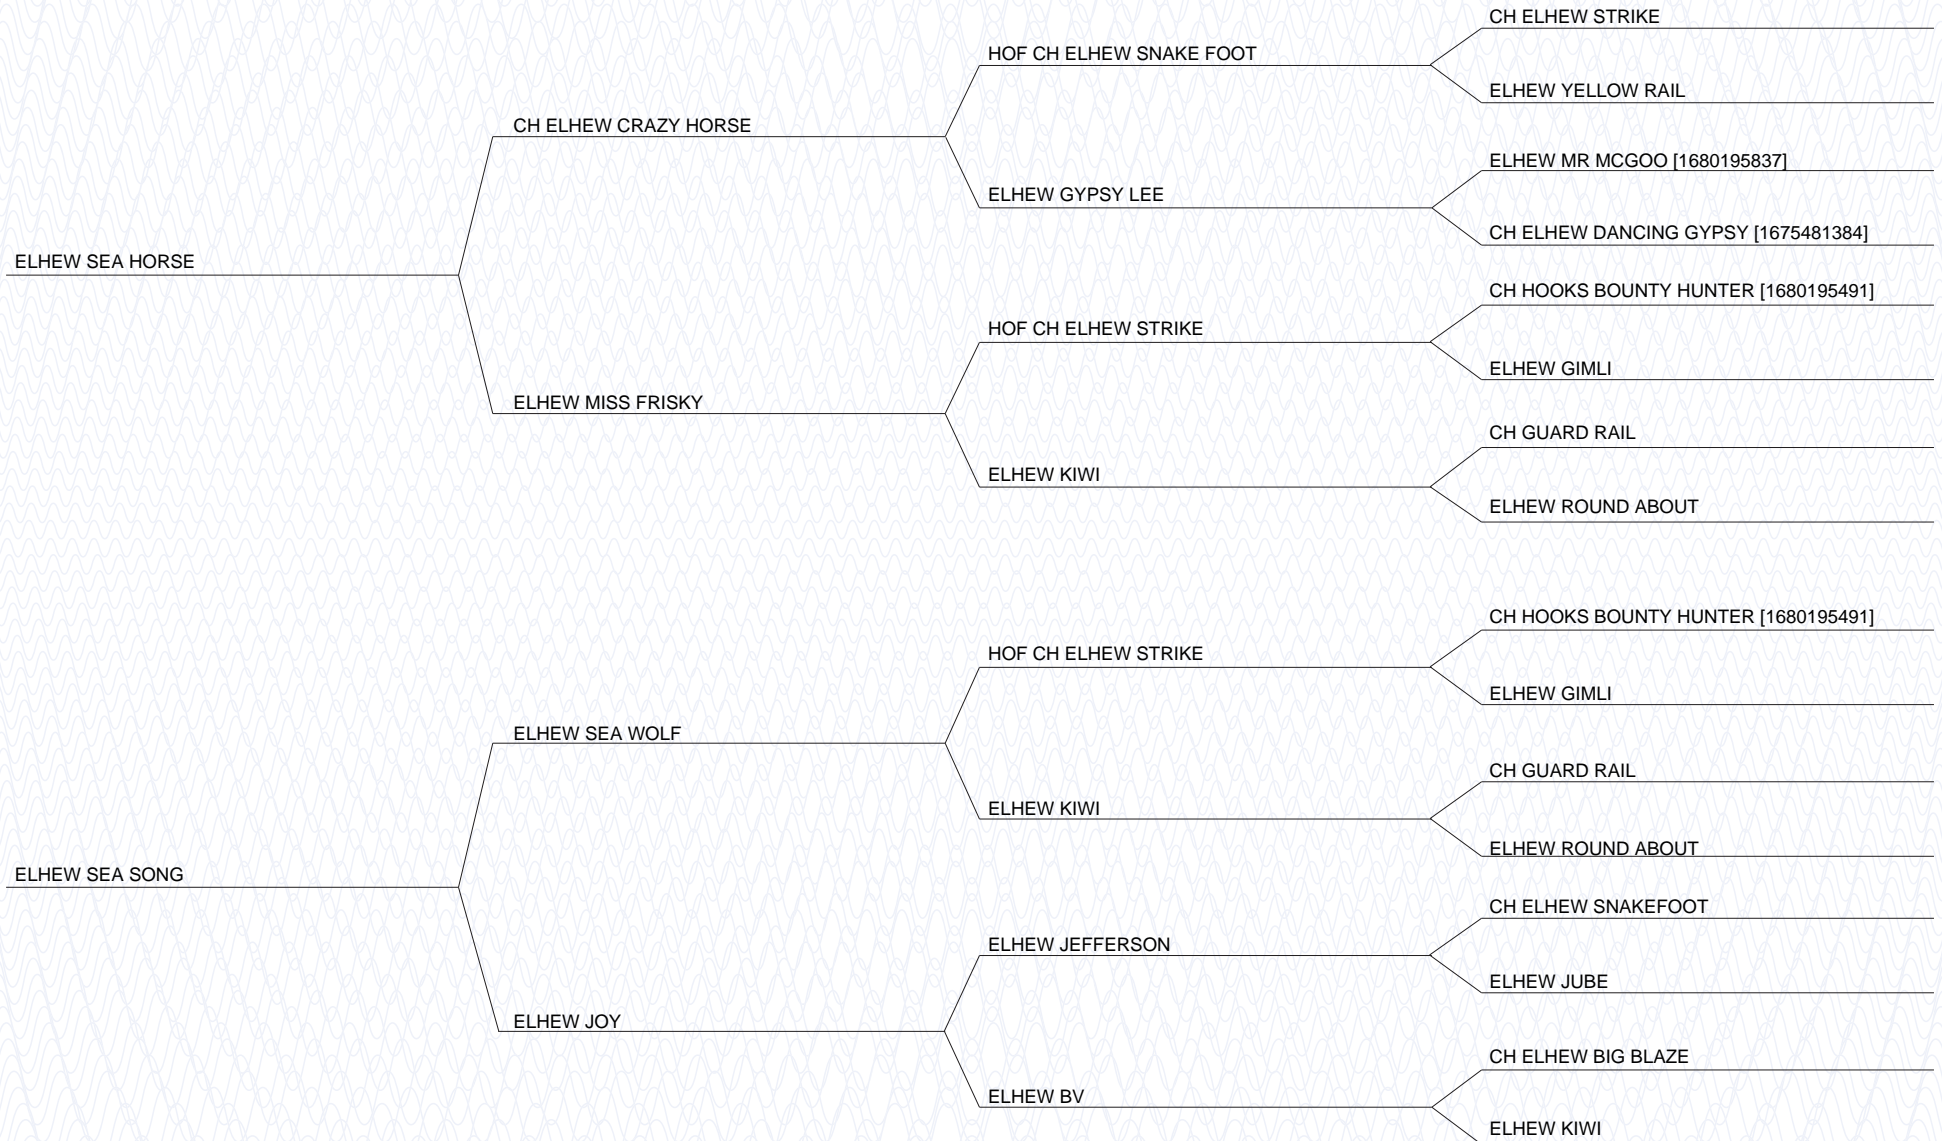 CH ELHEW STRIKE
HOF CH ELHEW SNAKE FOOT
ELHEW YELLOW RAIL
CH ELHEW CRAZY HORSE
ELHEW MR MCGOO [1680195837]
ELHEW GYPSY LEE
CH ELHEW DANCING GYPSY [1675481384]
ELHEW SEA HORSE
CH HOOKS BOUNTY HUNTER [1680195491]
HOF CH ELHEW STRIKE
ELHEW GIMLI
ELHEW MISS FRISKY
CH GUARD RAIL
ELHEW KIWI
ELHEW ROUND ABOUT
CH HOOKS BOUNTY HUNTER [1680195491]
HOF CH ELHEW STRIKE
ELHEW GIMLI
ELHEW SEA WOLF
CH GUARD RAIL
ELHEW KIWI
ELHEW ROUND ABOUT
ELHEW SEA SONG
CH ELHEW SNAKEFOOT
ELHEW JEFFERSON
ELHEW JUBE
ELHEW JOY
CH ELHEW BIG BLAZE
ELHEW BV
ELHEW KIWI